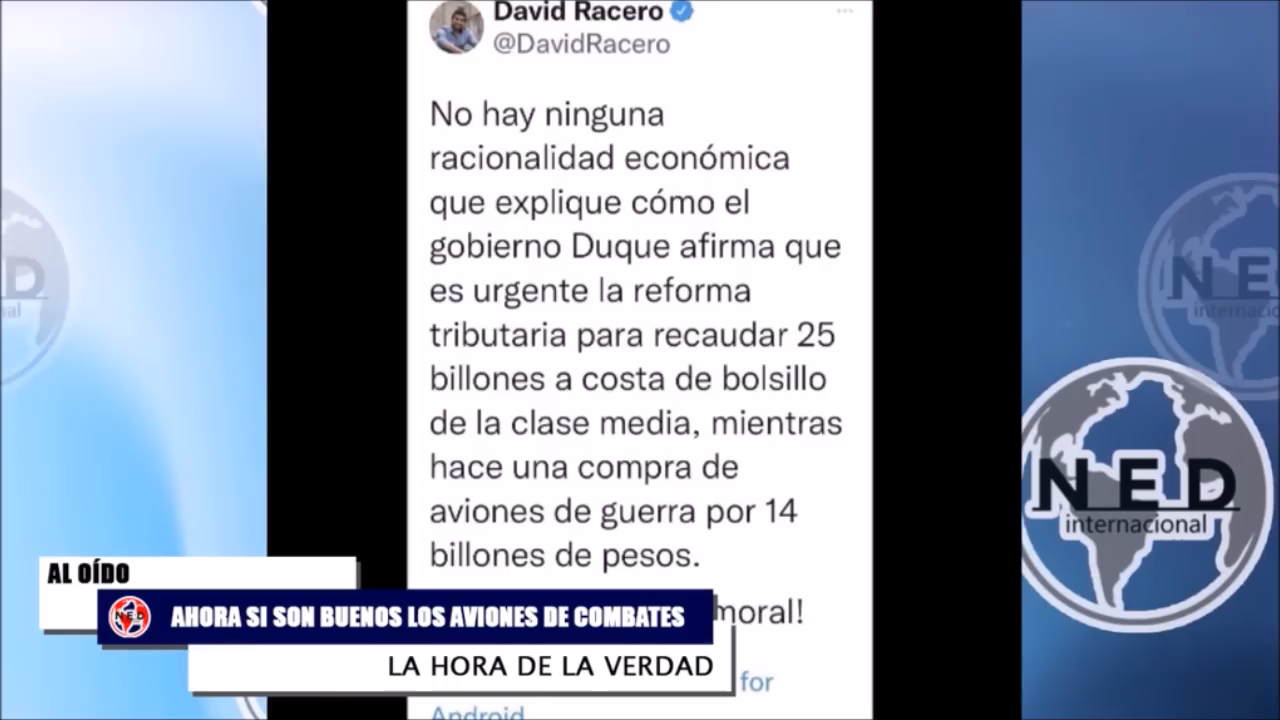 David Racero
@DavidRacero
No hay ninguna
racionalidad económica
que explique cómo el
gobierno Duque afirma que
es urgente la reforma
tributaria para recaudar 25
billones a costa de bolsillo
de la clase media, mientras
hace una compra de
aviones de guerra por 14
billones de pesos.
moral!
for
Android
AL OÍDO
NED
AHORA SI SON BUENOS LOS AVIONES DE COMBATES
LA HORA DE LA VERDAD
D
NE
NED
internacional